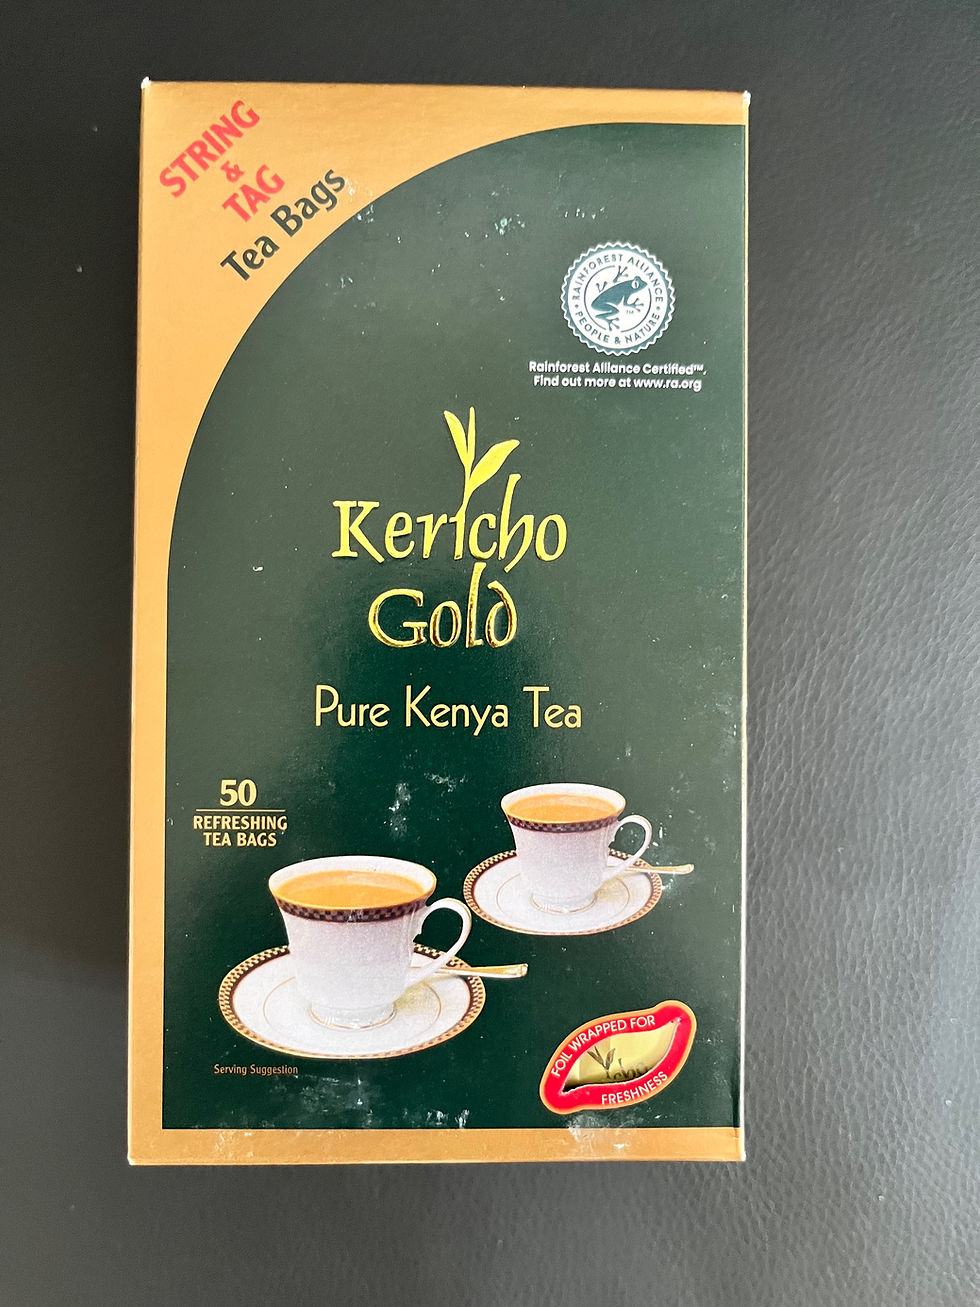 STRING
&
TAG
Tea Bags
RAINFOREST ALLIANCE
PEOPLE & NATURE
TM
Rainforest Alliance Certified™.
Find out more at www.ra.org
Kericho
Gold
Pure Kenya Tea
50
REFRESHING
TEA BAGS
Serving Suggestion
FOIL WRAPPED FOR
FRESHNESS